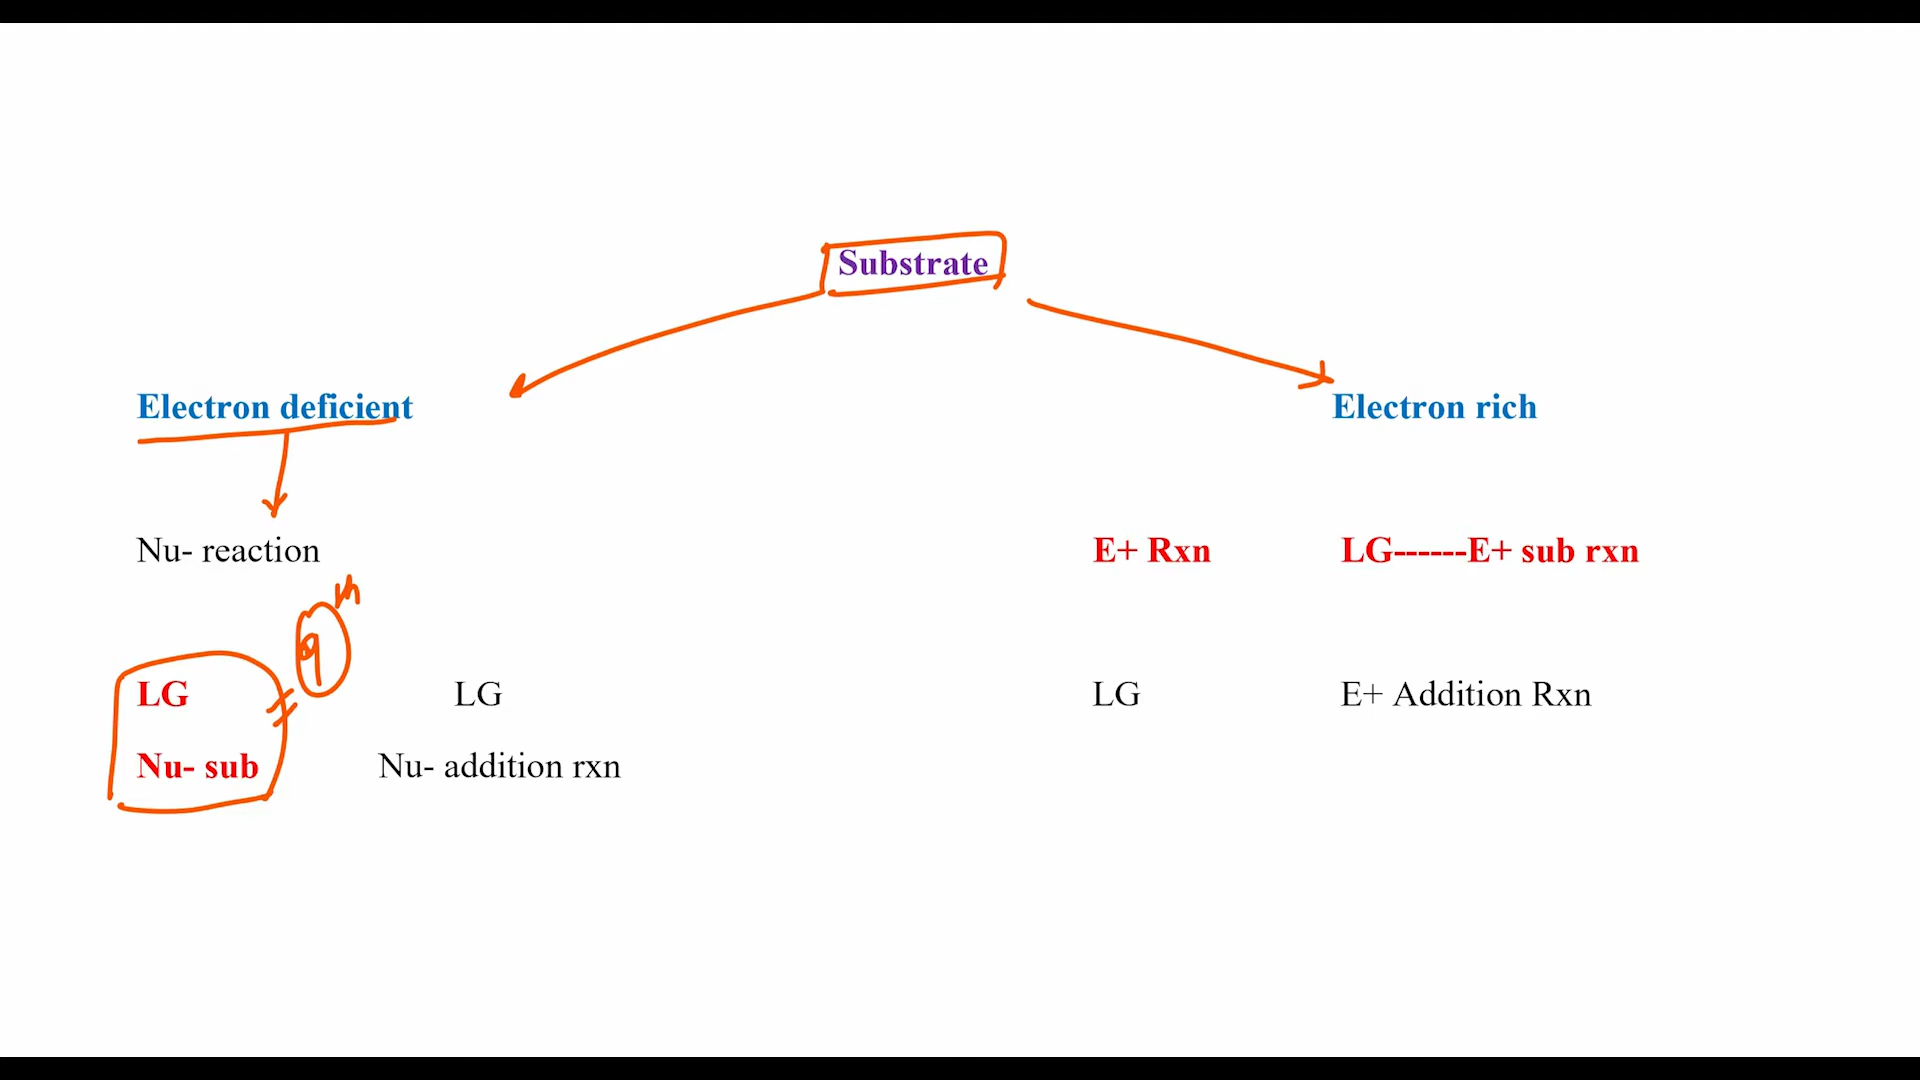 Substrate
Electron deficient
Electron rich
Nu- reaction
E+ Rxn
LG------E+ sub rxn
9th
LG
LG
LG
E+ Addition Rxn
Nu- sub
Nu- addition rxn